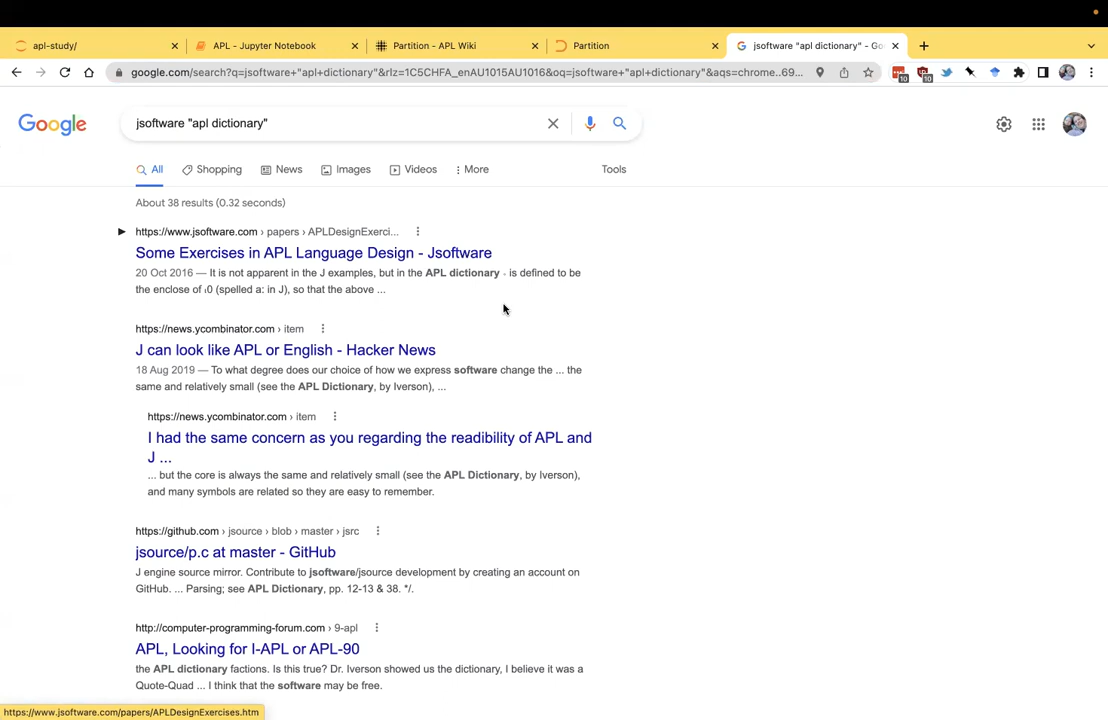 apl-study/
APL - Jupyter Notebook
Partition - APL Wiki
Partition
jsoftware "apl dictionary" - Go
google.com/search?q=jsoftware+"apl+dictionary"&rlz=1C5CHFA_enAU1015AU1016&oq=jsoftware+"apl+dictionary"&aqs=chrome..69...
10
10
Google
jsoftware "apl dictionary"
All
Shopping
News
Images
Videos
More
Tools
About 38 results (0.32 seconds)
https://www.jsoftware.com › papers › APLDesignExerci...
Some Exercises in APL Language Design - Jsoftware
20 Oct 2016 — It is not apparent in the J examples, but in the APL dictionary ◦ is defined to be
the enclose of ⍳0 (spelled a: in J), so that the above ...
https://news.ycombinator.com › item
J can look like APL or English - Hacker News
18 Aug 2019 — To what degree does our choice of how we express software change the ... the
same and relatively small (see the APL Dictionary, by Iverson), ...
https://news.ycombinator.com › item
I had the same concern as you regarding the readibility of APL and
J ...
... but the core is always the same and relatively small (see the APL Dictionary, by Iverson),
and many symbols are related so they are easy to remember.
https://github.com › jsource › blob › master › jsrc
jsource/p.c at master - GitHub
J engine source mirror. Contribute to jsoftware/jsource development by creating an account on
GitHub. ... Parsing; see APL Dictionary, pp. 12-13 & 38. */.
http://computer-programming-forum.com › 9-apl
APL, Looking for I-APL or APL-90
the APL dictionary factions. Is this true? Dr. Iverson showed us the dictionary, I believe it was a
Quote-Quad ... I think that the software may be free.
https://www.jsoftware.com/papers/APLDesignExercises.htm